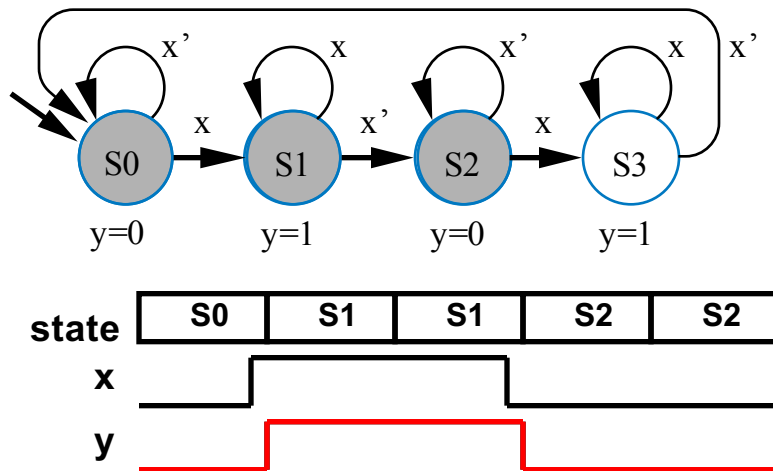 x’ x x’ x x’
x x’ x
S0 S1 S2 S3
y=0 y=1 y=0 y=1
state S0 S1 S1 S2 S2
x
y